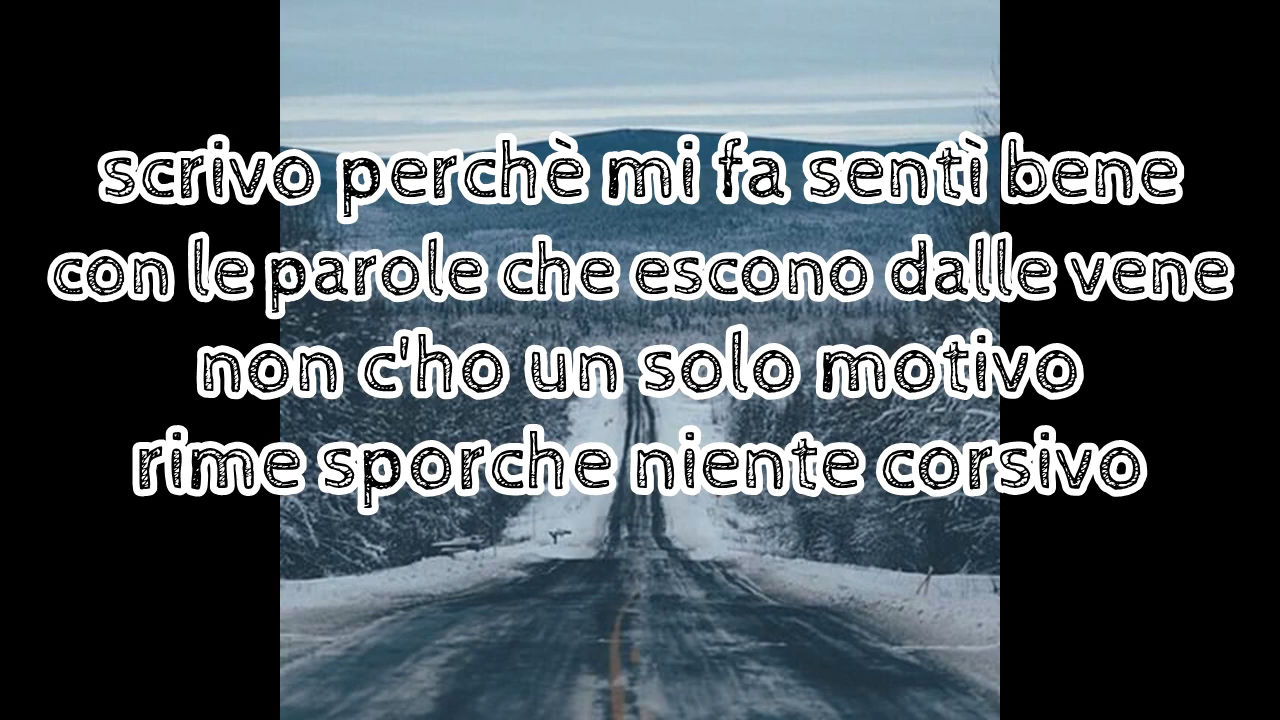 scrivo perchè mi fa sentì bene
con le parole che escono dalle vene
non c'ho un solo motivo
rime sporche niente corsivo